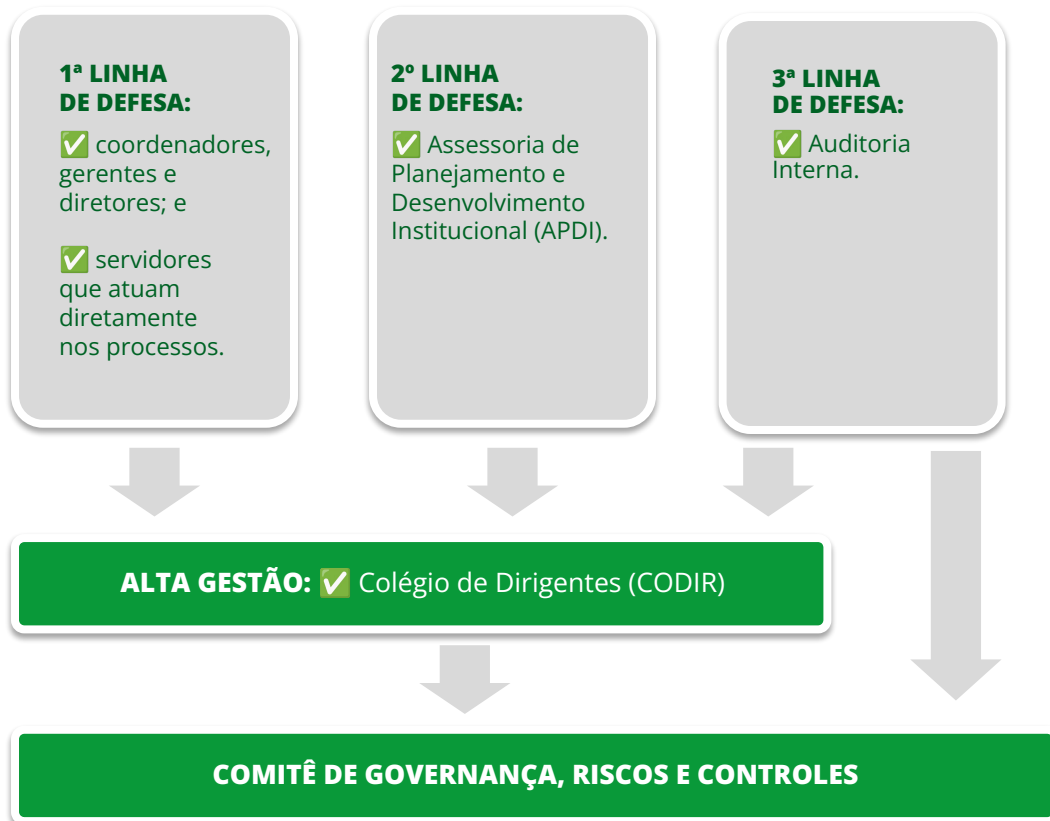 1ª LINHA
DE DEFESA:
✅ coordenadores,
gerentes e
diretores; e
✅ servidores
que atuam
diretamente
nos processos.
2º LINHA
DE DEFESA:
✅ Assessoria de
Planejamento e
Desenvolvimento
Institucional (APDI).
3ª LINHA
DE DEFESA:
✅ Auditoria
Interna.
ALTA GESTÃO: ✅ Colégio de Dirigentes (CODIR)
COMITÊ DE GOVERNANÇA, RISCOS E CONTROLES